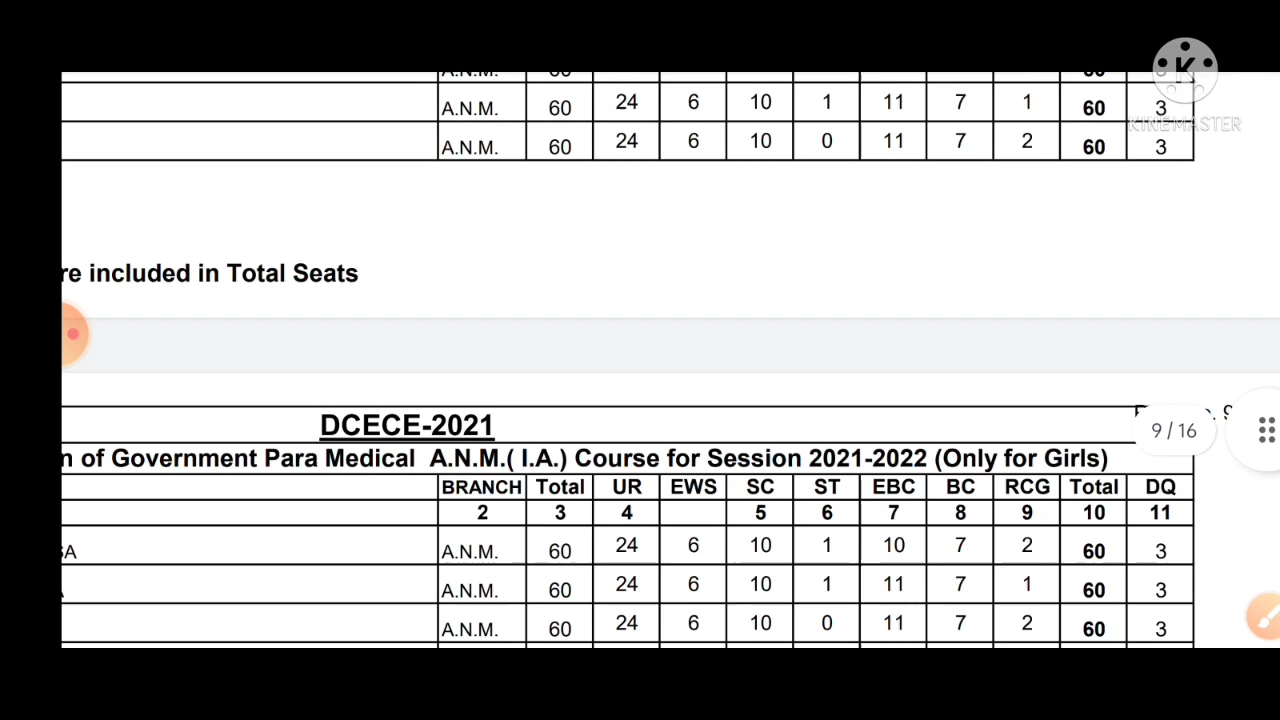 A.N.M. 60 60 3
A.N.M. 60 24 6 10 1 11 7 1 60 3
KINEMASTER
A.N.M. 60 24 6 10 0 11 7 2 60 3
re included in Total Seats
DCECE-2021
9 / 16
n of Government Para Medical A.N.M.( I.A.) Course for Session 2021-2022 (Only for Girls)
BRANCH Total UR EWS SC ST EBC BC RCG Total DQ
2 3 4 5 6 7 8 9 10 11
SA A.N.M. 60 24 6 10 1 10 7 2 60 3
A.N.M. 60 24 6 10 1 11 7 1 60 3
A.N.M. 60 24 6 10 0 11 7 2 60 3